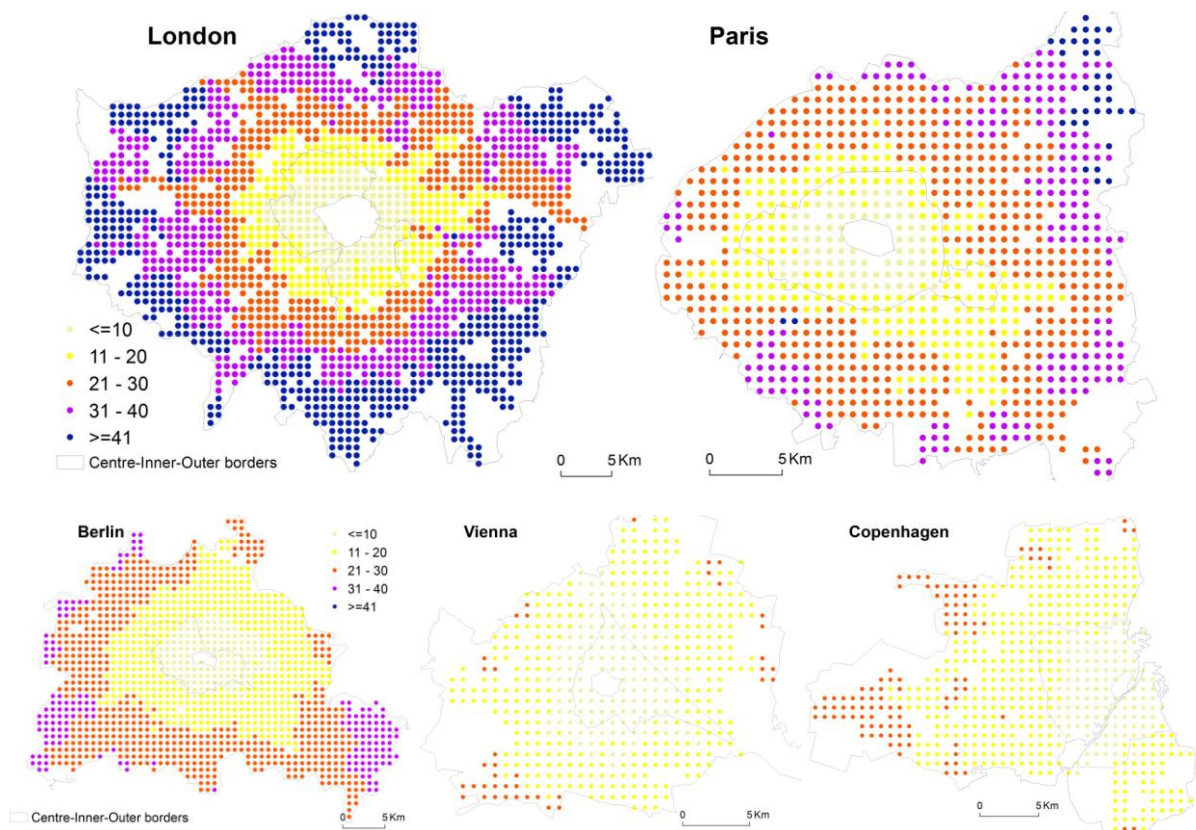 London
Paris
<=10
11 - 20
21 - 30
31 - 40
>=41
Centre-Inner-Outer borders
0 5 Km
0 5 Km
Berlin
<=10
11 - 20
21 - 30
31 - 40
>=41
Vienna
Copenhagen
Centre-Inner-Outer borders
0 5 Km
0 5 Km
0 5 Km